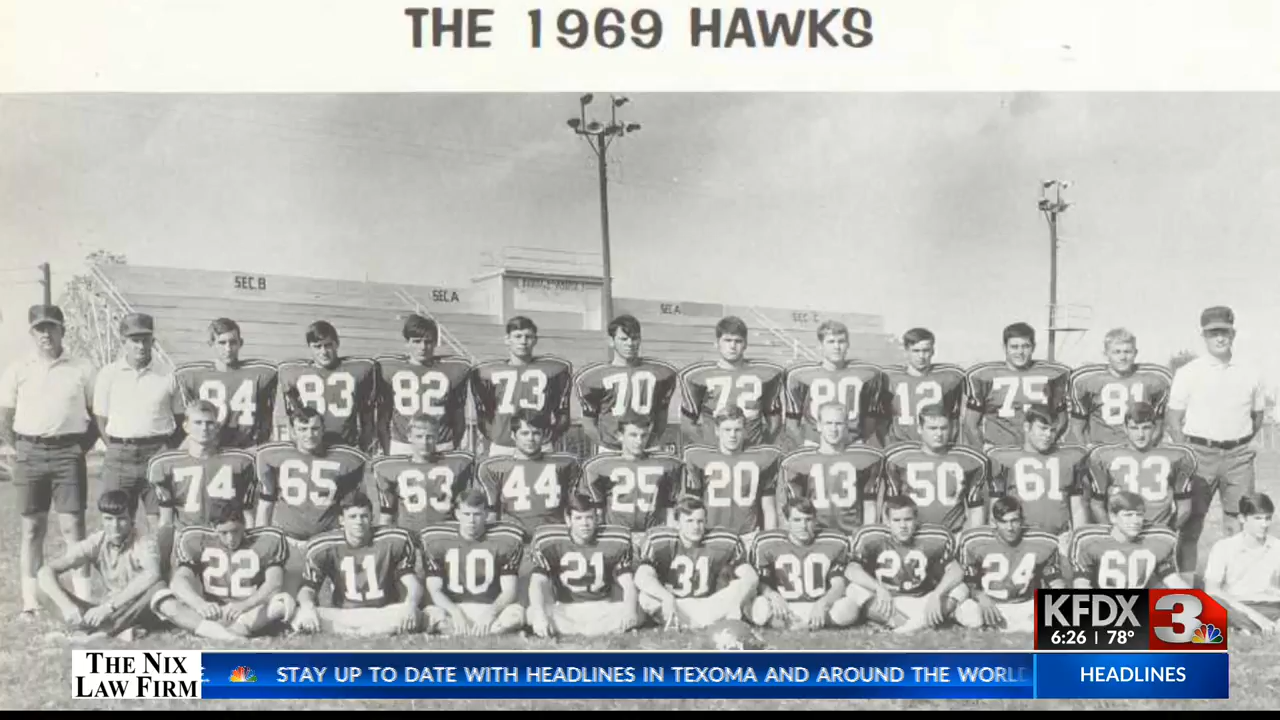 THE 1969 HAWKS
SEC. B
SEC. A
SEC. A
SEC. C
84 83 82 73 70 72 80 12 75 81
74 65 63 44 25 20 13 50 61 33
22 11 10 21 31 30 23 24 60
KFDX 3
6:26 | 78°
THE NIX
LAW FIRM
STAY UP TO DATE WITH HEADLINES IN TEXOMA AND AROUND THE WORL
HEADLINES